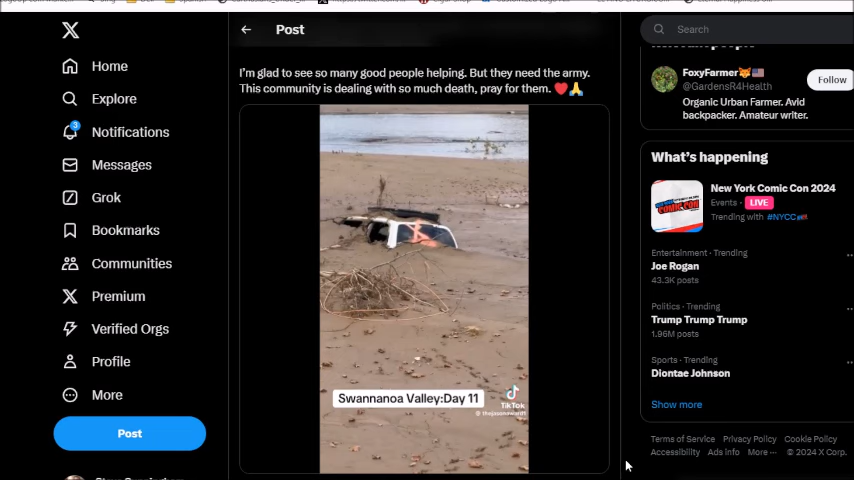 Post
Search
Home
Explore
3
Notifications
Messages
Grok
Bookmarks
Communities
Premium
Verified Orgs
Profile
More
Post
I'm glad to see so many good people helping. But they need the army.
This community is dealing with so much death, pray for them. ❤️🙏
Swannanoa Valley:Day 11
TikTok
FoxyFarmer🦊🇺🇸
@GardensR4Health
Follow
Organic Urban Farmer. Avid
backpacker. Amateur writer.
What's happening
NEW YORK COMIC CON
New York Comic Con 2024
Events · LIVE
Trending with #NYCC
Entertainment · Trending
Joe Rogan
43.3K posts
Politics · Trending
Trump Trump Trump
1.96M posts
Sports · Trending
Diontae Johnson
Show more
Terms of Service Privacy Policy Cookie Policy
Accessibility Ads info More ··· © 2024 X Corp.